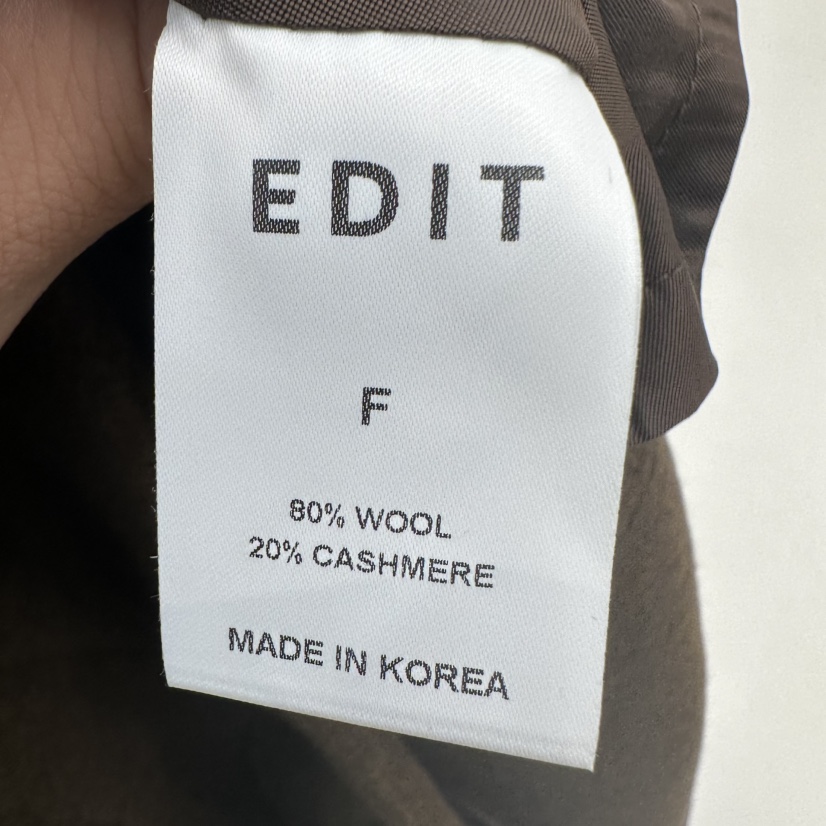 EDIT
F
80% WOOL
20% CASHMERE
MADE IN KOREA